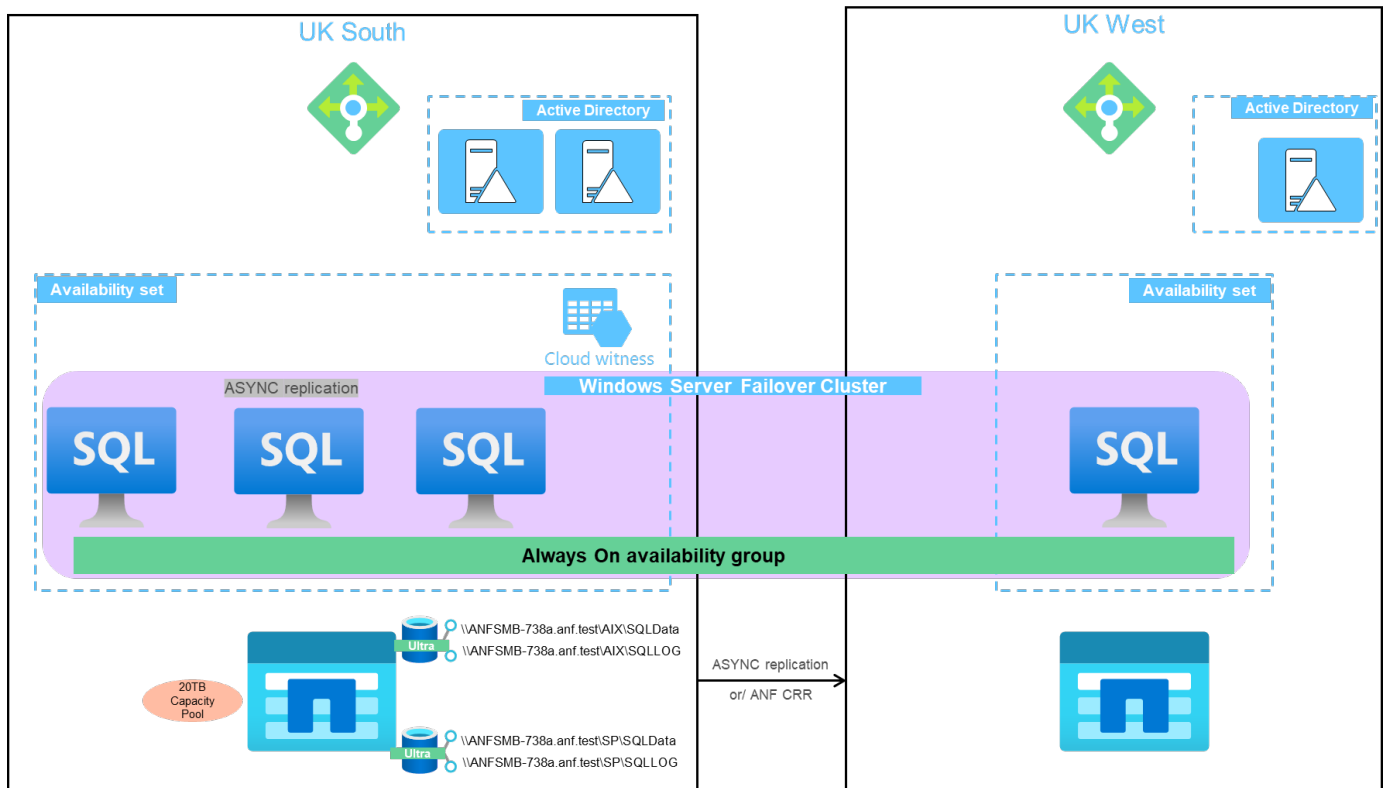 UK South
UK West
Active Directory
Active Directory
Availability set
Availability set
Cloud witness
ASYNC replication
Windows Server Failover Cluster
SQL
SQL
SQL
SQL
Always On availability group
Ultra
\\ANFSMB-738a.anf.test\AIX\SQLData
\\ANFSMB-738a.anf.test\AIX\SQLLOG
20TB
Capacity
Pool
ASYNC replication
or/ ANF CRR
Ultra
\\ANFSMB-738a.anf.test\SP\SQLData
\\ANFSMB-738a.anf.test\SP\SQLLOG